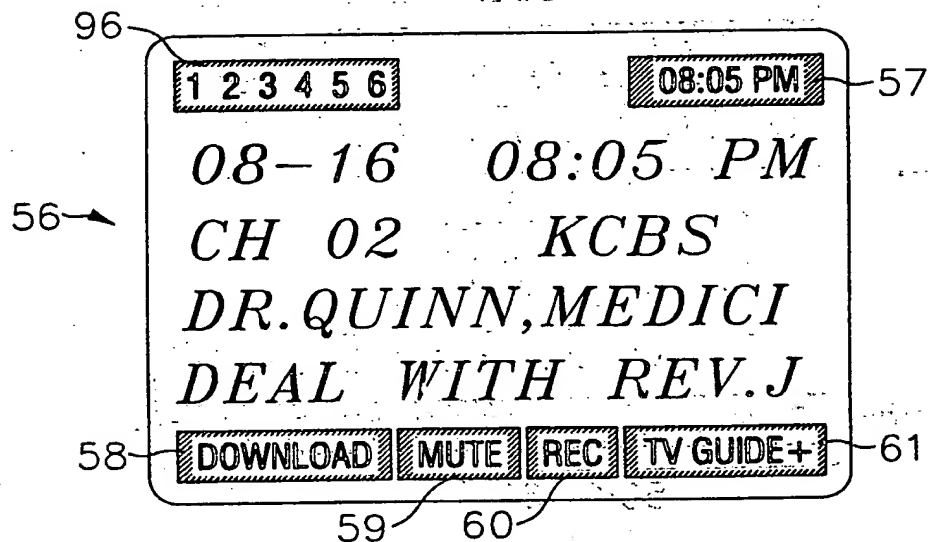 96
1 2 3 4 5 6 08:05 PM 57
08-16 08:05 PM
56 CH 02 KCBS
DR.QUINN,MEDICI
DEAL WITH REV.J
58 DOWNLOAD MUTE REC TV GUIDE+ 61
59 60